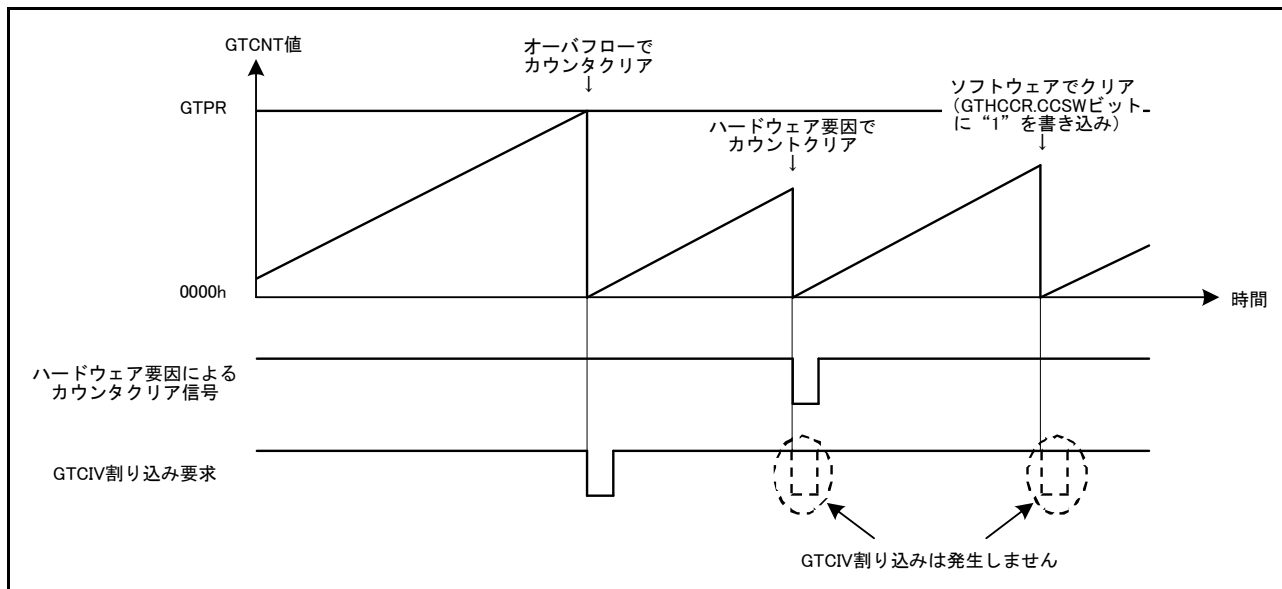 GTCNT値
オーバフローで
カウンタクリア
↓
ソフトウェアでクリア
（GTHCCR.CCSWビット
に“1”を書き込み）
↓
GTPR
ハードウェア要因で
カウントクリア
↓
0000h
時間
ハードウェア要因による
カウンタクリア信号
GTCIV割り込み要求
GTCIV割り込みは発生しません